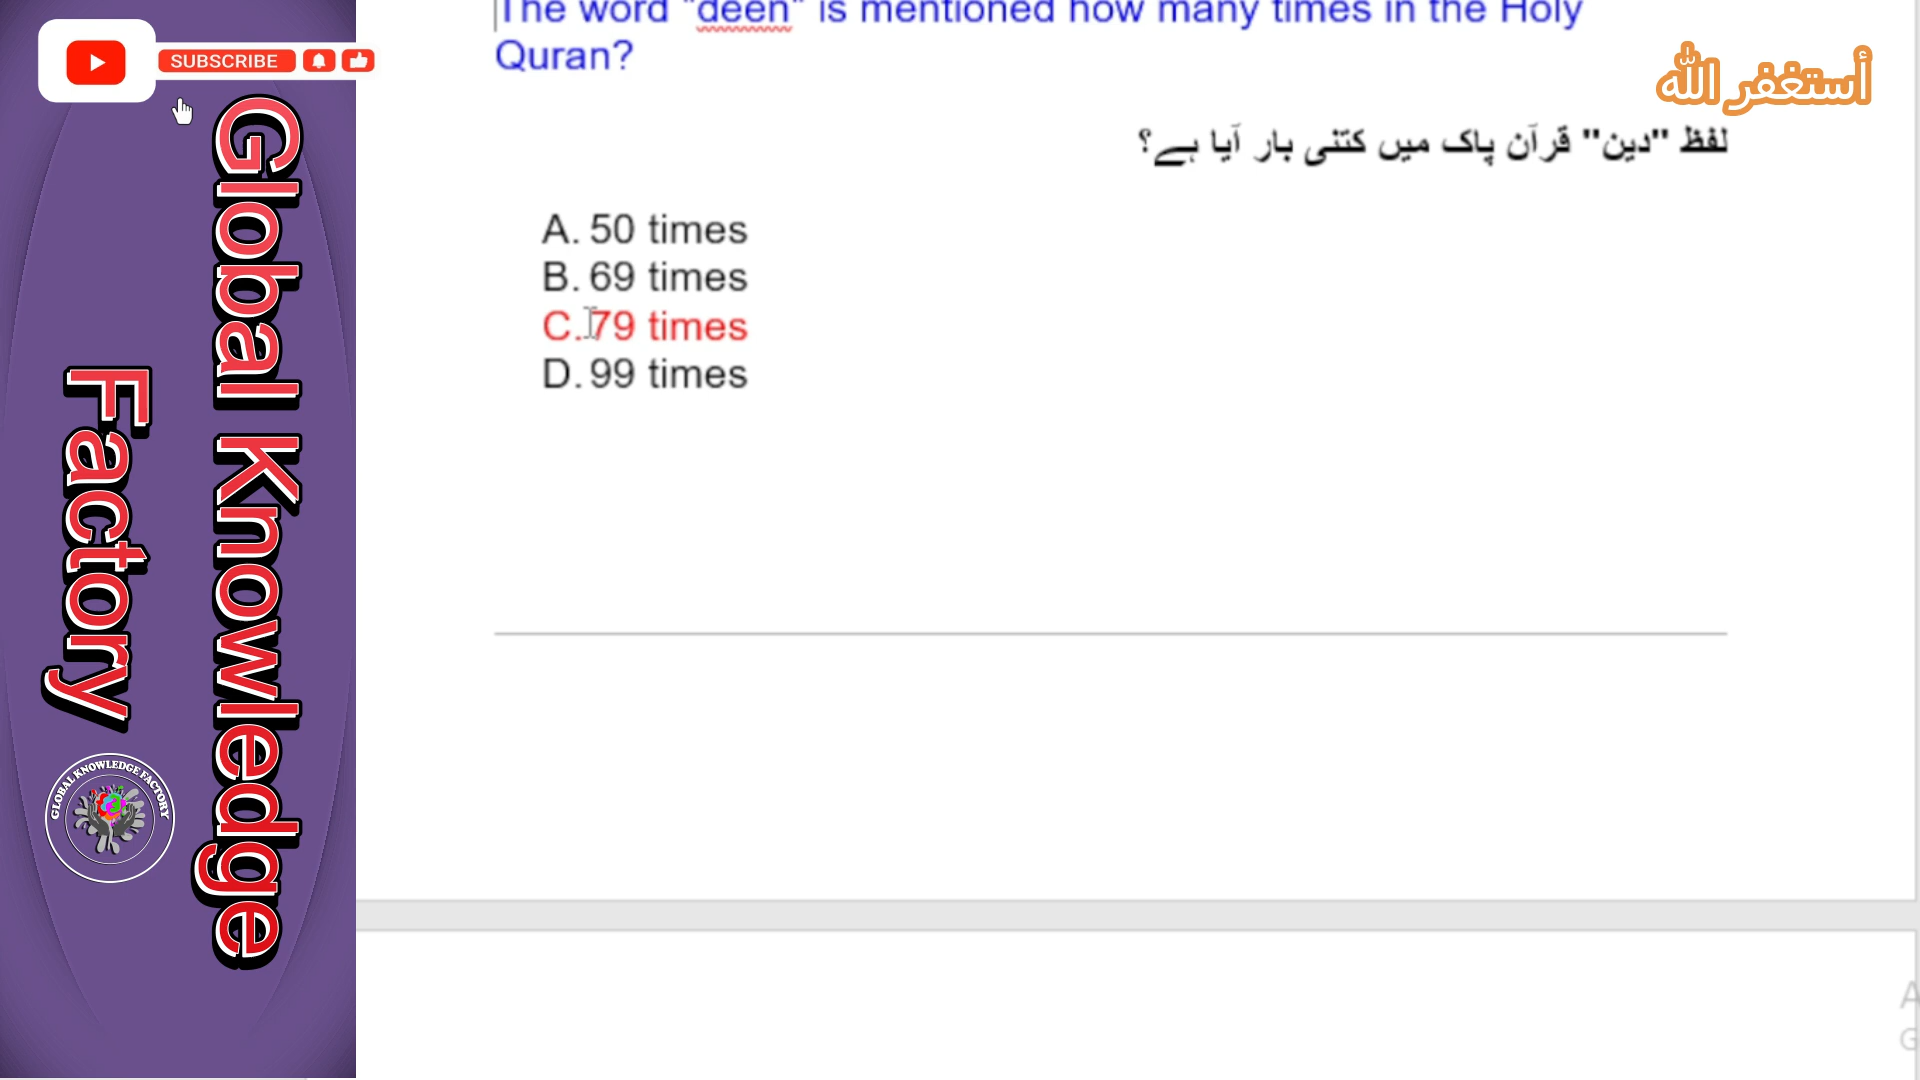 The word "deen" is mentioned how many times in the Holy
Quran?
SUBSCRIBE
أستغفر الله
لفظ "دین" قرآن پاک میں کتنی بار آیا ہے؟
A. 50 times
B. 69 times
C. 79 times
D. 99 times
Global Knowledge
Factory
GLOBAL KNOWLEDGE FACTORY
A
G